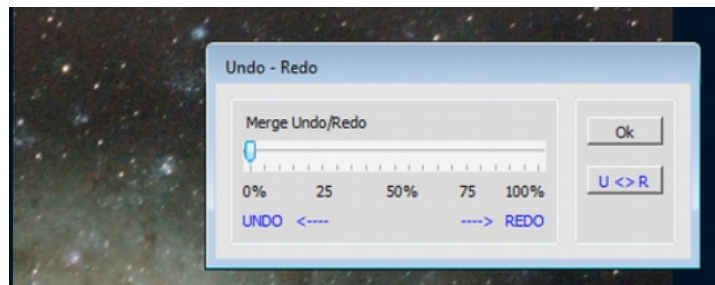 Undo - Redo
Merge Undo/Redo
Ok
U <> R
0% 25 50% 75 100%
UNDO <---- ----> REDO